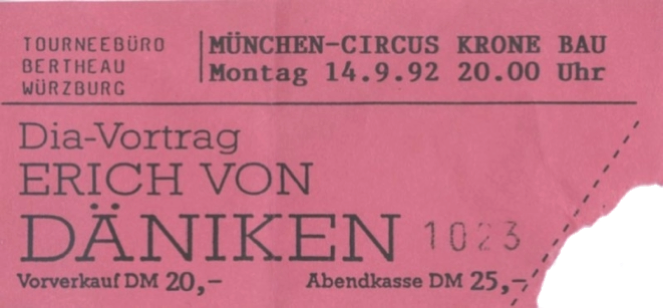 TOURNEEBÜRO
BERTHEAU
WÜRZBURG
MÜNCHEN-CIRCUS KRONE BAU
Montag 14.9.92 20.00 Uhr
Dia-Vortrag
ERICH VON
DÄNIKEN 1023
Vorverkauf DM 20,- Abendkasse DM 25,-